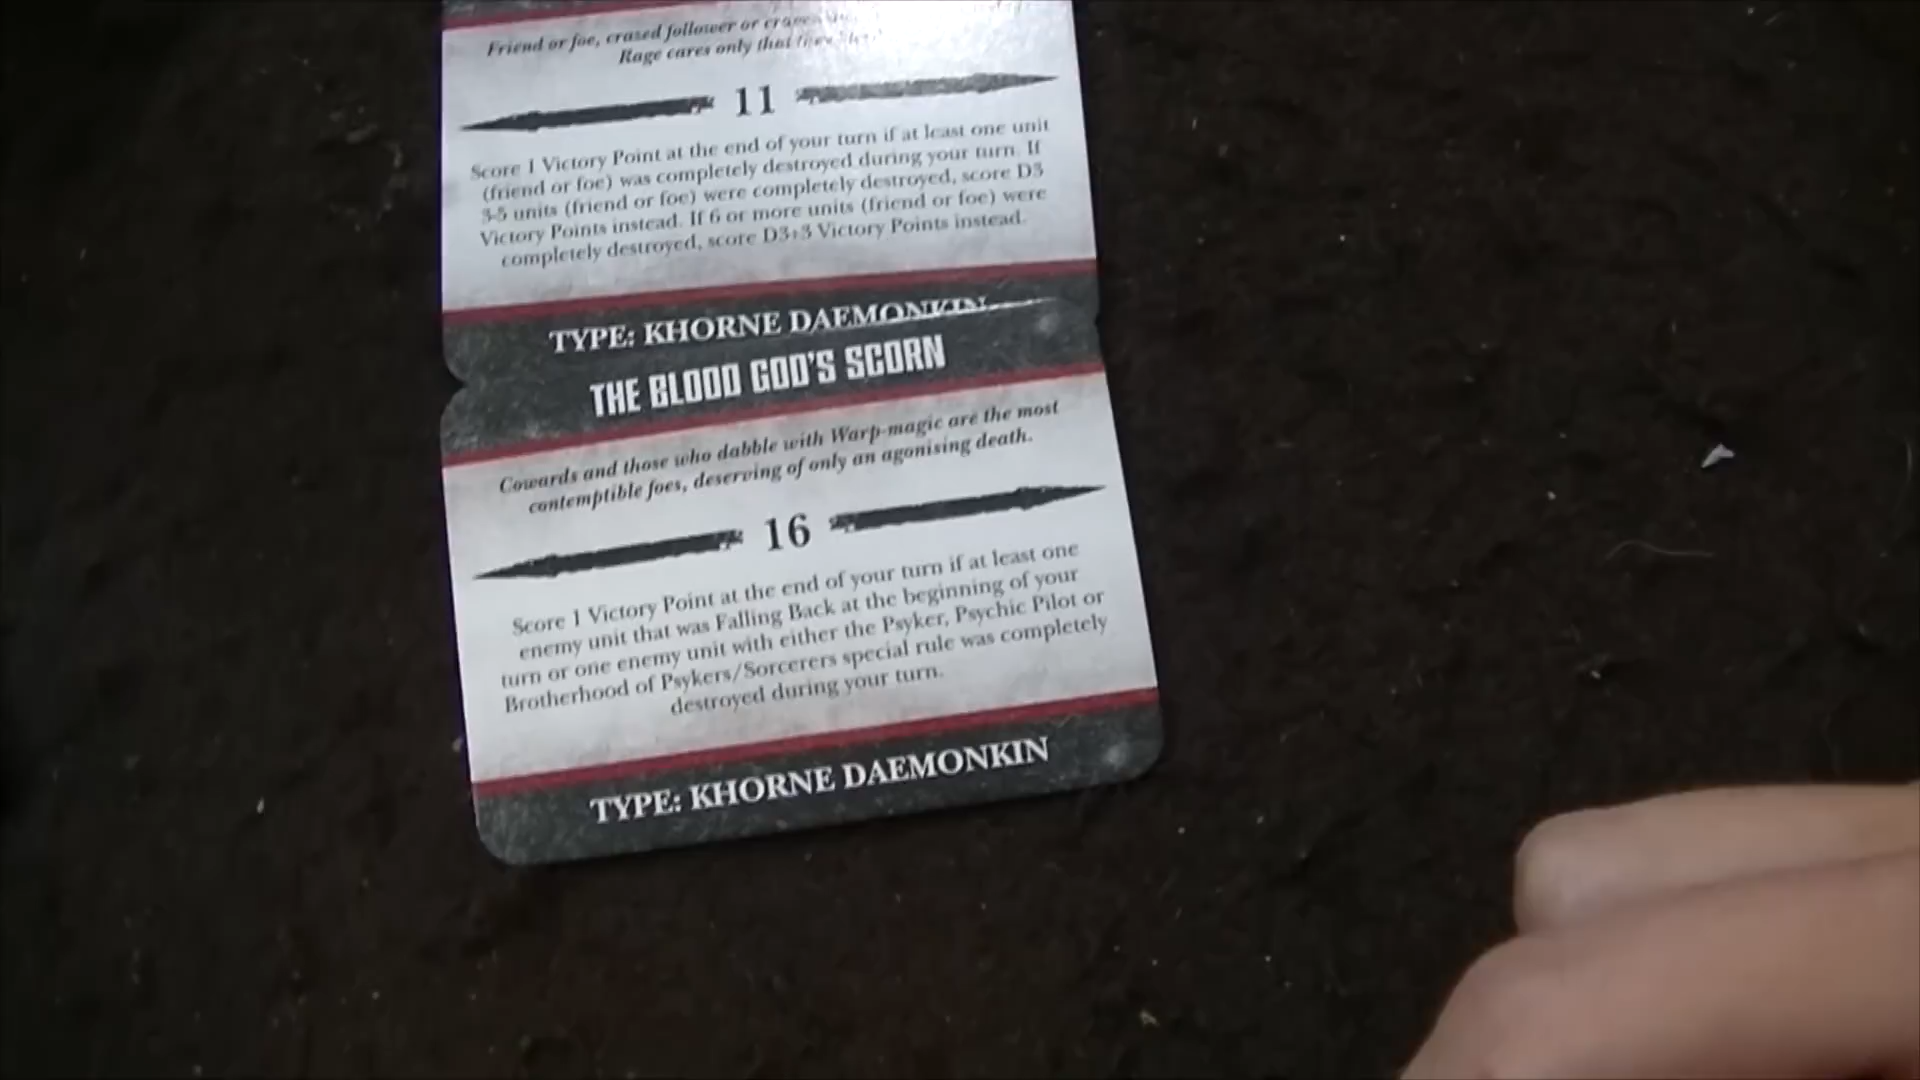 Friend or foe, crazed follower or
Rage cares only that
11
Score 1 Victory Point at the end of your turn if at least one unit
(friend or foe) was completely destroyed during your turn. If
3-5 units (friend or foe) were completely destroyed, score D3
Victory Points instead. If 6 or more units (friend or foe) were
completely destroyed, score D3+3 Victory Points instead.
TYPE: KHORNE DAEMONKIN
THE BLOOD GOD'S SCORN
Cowards and those who dabble with Warp-magic are the most
contemptible foes, deserving of only an agonising death.
16
Score 1 Victory Point at the end of your turn if at least one
enemy unit that was Falling Back at the beginning of your
turn or one enemy unit with either the Psyker, Psychic Pilot or
Brotherhood of Psykers/Sorcerers special rule was completely
destroyed during your turn.
TYPE: KHORNE DAEMONKIN